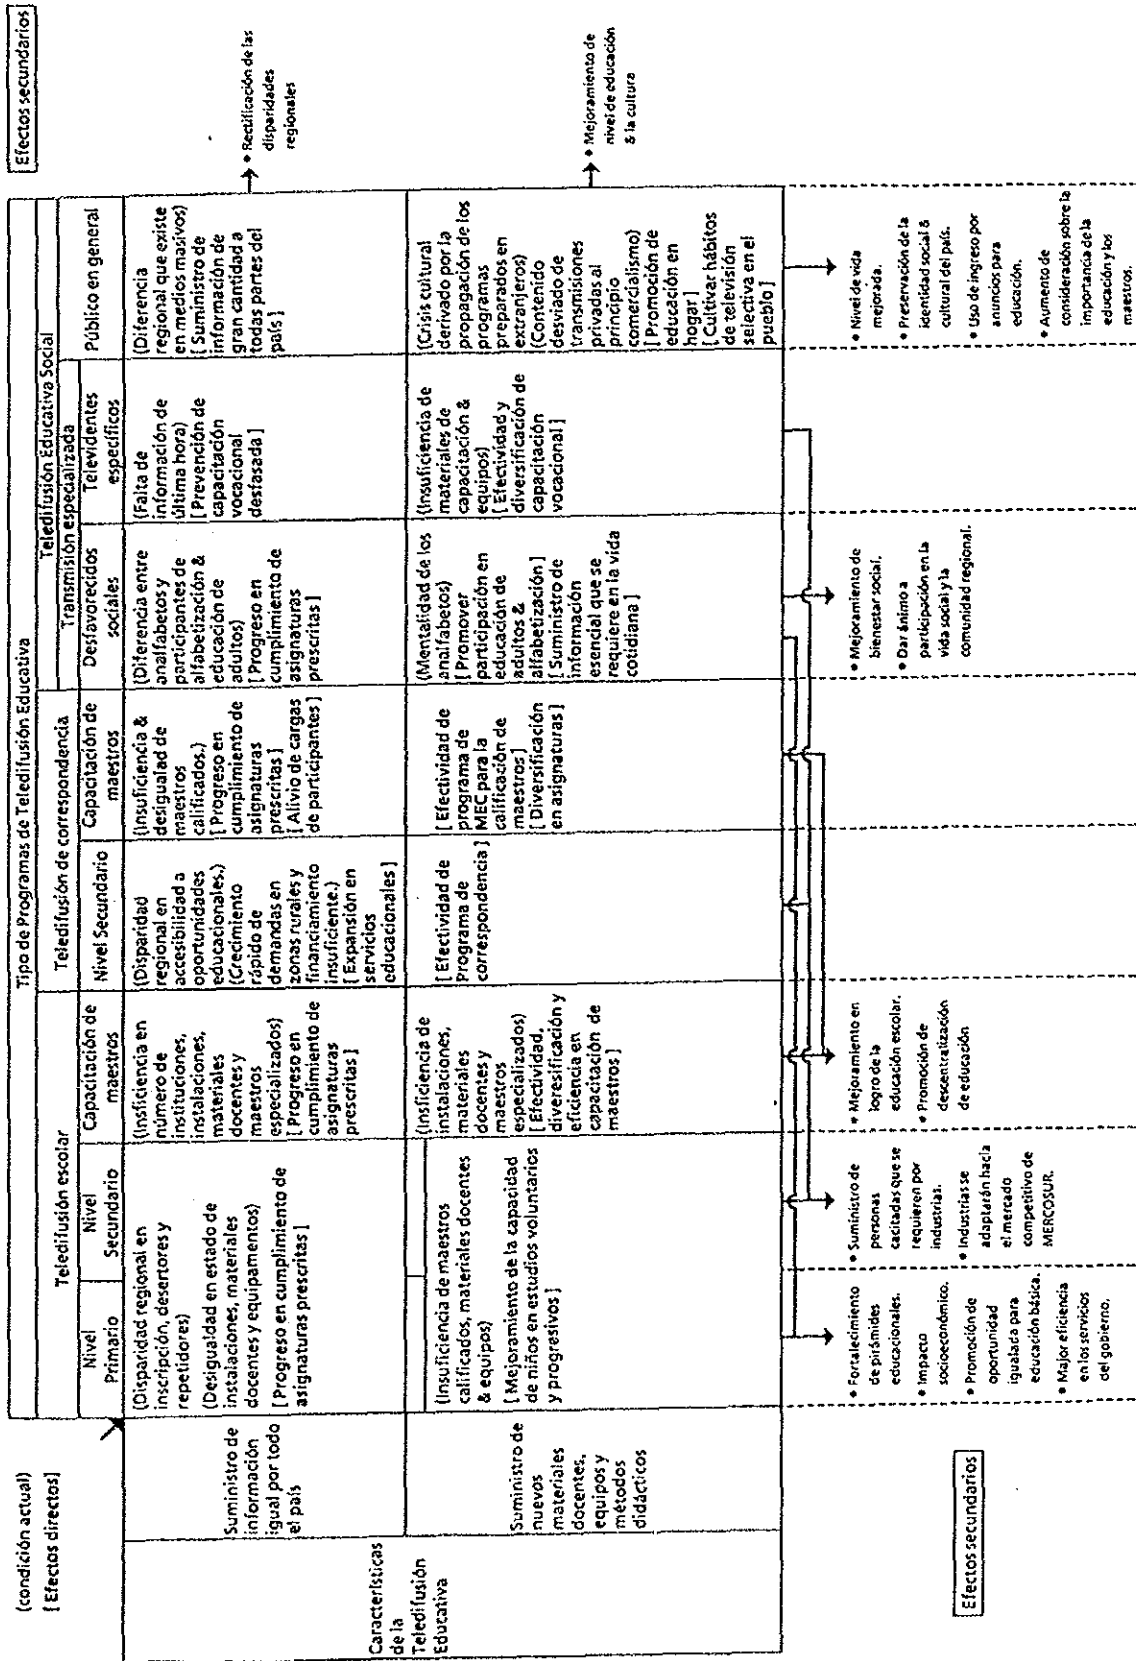 (condición actual)
[ Efectos directos]
Efectos secundarios
Tipo de Programas de Teledifusión Educativa
Teledifusión escolar
Teledifusión de correspondencia
Teledifusión Educativa Social
Transmisión especializada
Nivel
Primario
Nivel
Secundario
Capacitación de
maestros
Nivel Secundario
Capacitación de
maestros
Desfavorecidos
sociales
Televidentes
específicos
Público en general
Características
de la
Teledifusión
Educativa
Suministro de
información
igual por todo
el país
(Disparidad regional en
inscripción, desertores y
repetidores)
(Desigualdad en estado de
instalaciones, materiales
docentes y equipamentos)
[ Progreso en cumplimiento de
asignaturas prescritas ]
(Insficiencia en
número de
instituciones,
instalaciones,
materiales
docentes y
maestros
especializados)
[ Progreso en
cumplimiento de
asignaturas
prescritas ]
(Disparidad
regional en
accesibilidad a
oportunidades
educacionales.)
(Crecimiento
rápido de
demandas en
zonas rurales y
financiamiento
insuficiente.)
[ Expansión en
servicios
educacionales ]
(Insuficiencia &
desigualad de
maestros
calificados.)
[ Progreso en
cumplimiento de
asignaturas
prescritas ]
[ Alivio de cargas
de participantes ]
(Diferencia entre
analfabetos y
participantes de
alfabetización &
educación de
adultos)
[ Progreso en
cumplimiento de
asignaturas
prescritas ]
(Falta de
información de
última hora)
[ Prevención de
capacitación
vocacional
desfasada ]
(Diferencia
regional que existe
en medios masivos)
[ Suministro de
información de
gran cantidad a
todas partes del
país ]
• Rectificación de las
disparidades
regionales
Suministro de
nuevos
materiales
docentes,
equipos y
métodos
didácticos
(Insuficiencia de maestros
calificados, materiales docentes
& equipos)
[ Mejoramiento de la capacidad
de niños en estudios voluntarios
y progresivos ]
(Insficiencia de
instalaciones,
materiales
docentes y
maestros
especializados)
[ Efectividad,
diveresificación y
eficiencia en
capacitación de
maestros ]
[ Efectividad de
Programa de
correspondencia ]
[ Efectividad de
programa de
MEC para la
calificación de
maestros ]
[ Diversificación
en asignaturas ]
(Mentalidad de los
analfabetos)
[ Promover
participación en
educación de
adultos &
alfabetización ]
[ Suministro de
información
esencial que se
requiere en la vida
cotidiana ]
(Insuficiencia de
materiales de
capacitación &
equipos)
[ Efectividad y
diversificación de
capacitación
vocacional ]
(Crisis cultural
derivado por la
propagación de los
programas
preparados en
extranjeros)
(Contenido
desviado de
transmisiones
privadas al
principio
comercialismo)
[ Promoción de
educación en
hogar ]
[ Cultivar hábitos
de televisión
selectiva en el
pueblo ]
• Mejoramiento de
nivel de educación
& la cultura
Efectos secundarios
• Fortalecimiento
de pirámides
educacionales.
• Impacto
socioeconómico.
• Promoción de
oportunidad
igualada para
educación básica.
• Major eficiencia
en los servicios
del gobierno.
• Suministro de
personas
cacitadas que se
requieren por
industrias.
• Industrias se
adaptarán hacia
el mercado
competitivo de
MERCOSUR.
• Mejoramiento en
logro de la
educación escolar.
• Promoción de
descentratización
de educación
• Mejoramiento de
bienestar social.
• Dar ánimo a
participación en la
vida social y la
comunidad regional.
• Nivel de vida
mejorada.
• Preservación de la
identidad social &
cultural del país.
• Uso de ingreso por
anuncios para
educación.
• Aumento de
consideración sobre la
importancia de la
educación y los
maestros.